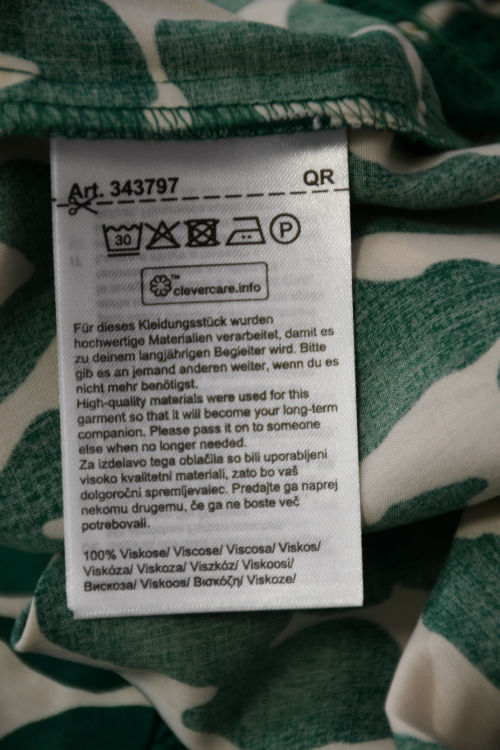 Art. 343797 QR
30 P
™ clevercare.info
Für dieses Kleidungsstück wurden
hochwertige Materialien verarbeitet, damit es
zu deinem langjährigen Begleiter wird. Bitte
gib es an jemand anderen weiter, wenn du es
nicht mehr benötigst.
High-quality materials were used for this
garment so that it will become your long-term
companion. Please pass it on to someone
else when no longer needed.
Za izdelavo tega oblačila so bili uporabljeni
visoko kvalitetni materiali, zato bo vaš
dolgoročni spremljevalec. Predajte ga naprej
nekomu drugemu, če ga ne boste več
potrebovali.
100% Viskose/ Viscose/ Viscosa/ Viskos/
Viskóza/ Viskoza/ Viszkóz/ Viskoosi/
Вискоза/ Viskoos/ Βισκόζη/ Viskoze/